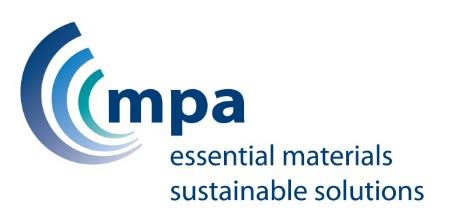 mpa
essential materials
sustainable solutions